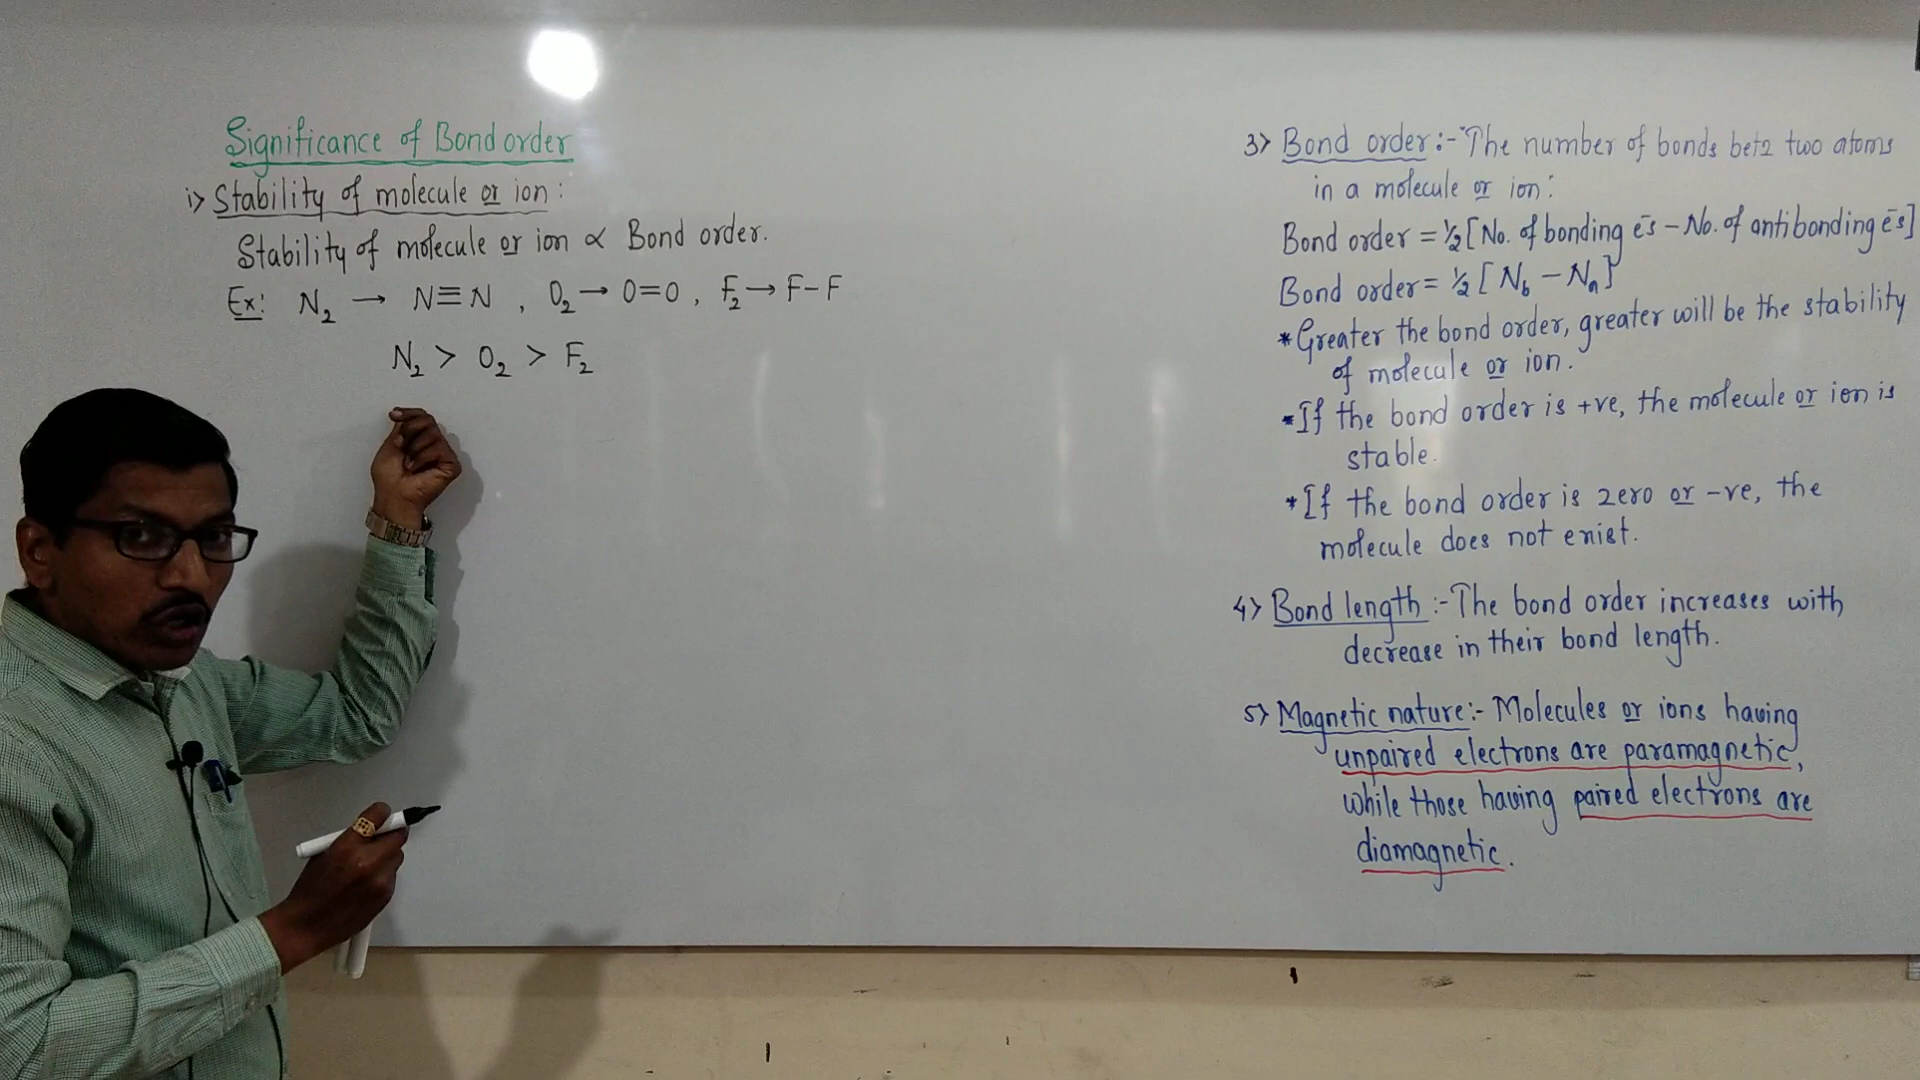 Significance of Bond order
i> Stability of molecule or ion :
Stability of molecule or ion ∝ Bond order.
Ex: N₂ → N≡N , O₂ → O=O , F₂ → F-F
N₂ > O₂ > F₂
3> Bond order :- The number of bonds bet2 two atoms
in a molecule or ion :
Bond order = ½ [No. of bonding ēs - No. of antibonding ēs]
Bond order = ½ [ N_b - N_a ]
* Greater the bond order, greater will be the stability
of molecule or ion.
* If the bond order is +ve, the molecule or ion is
stable.
* If the bond order is zero or -ve, the
molecule does not exist.
4> Bond length :- The bond order increases with
decrease in their bond length.
5> Magnetic nature :- Molecules or ions having
unpaired electrons are paramagnetic,
while those having paired electrons are
diamagnetic.